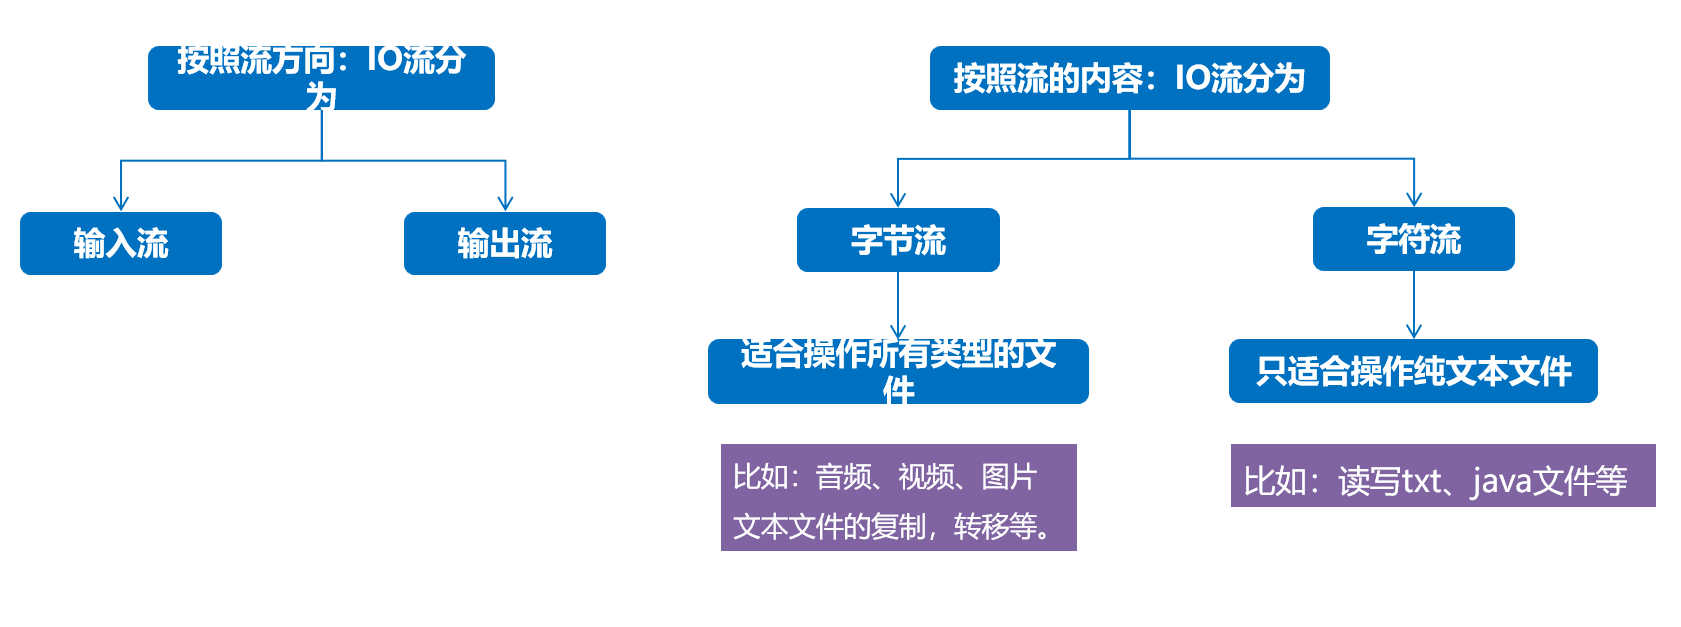 按照流方向：IO流分
为
输入流
输出流
按照流的内容：IO流分为
字节流
字符流
适合操作所有类型的文
件
只适合操作纯文本文件
比如：音频、视频、图片
文本文件的复制，转移等。
比如：读写txt、java文件等